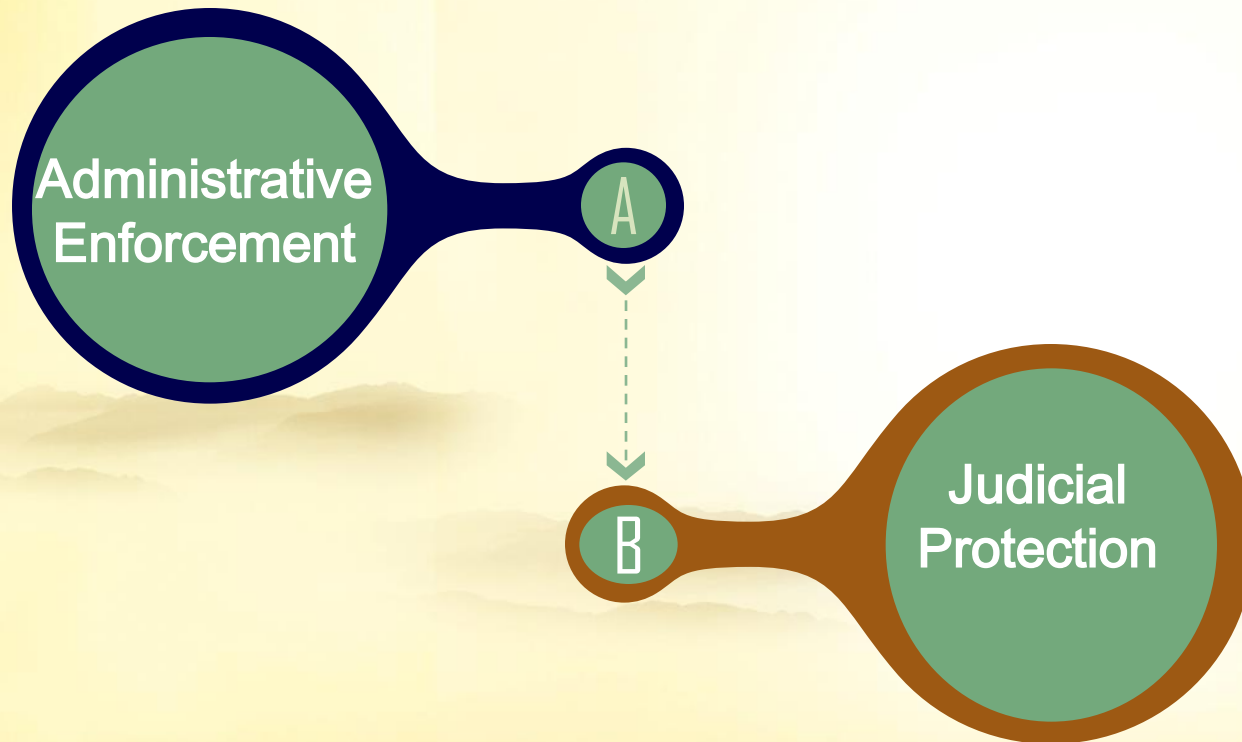 Administrative
Enforcement
A
B
Judicial
Protection